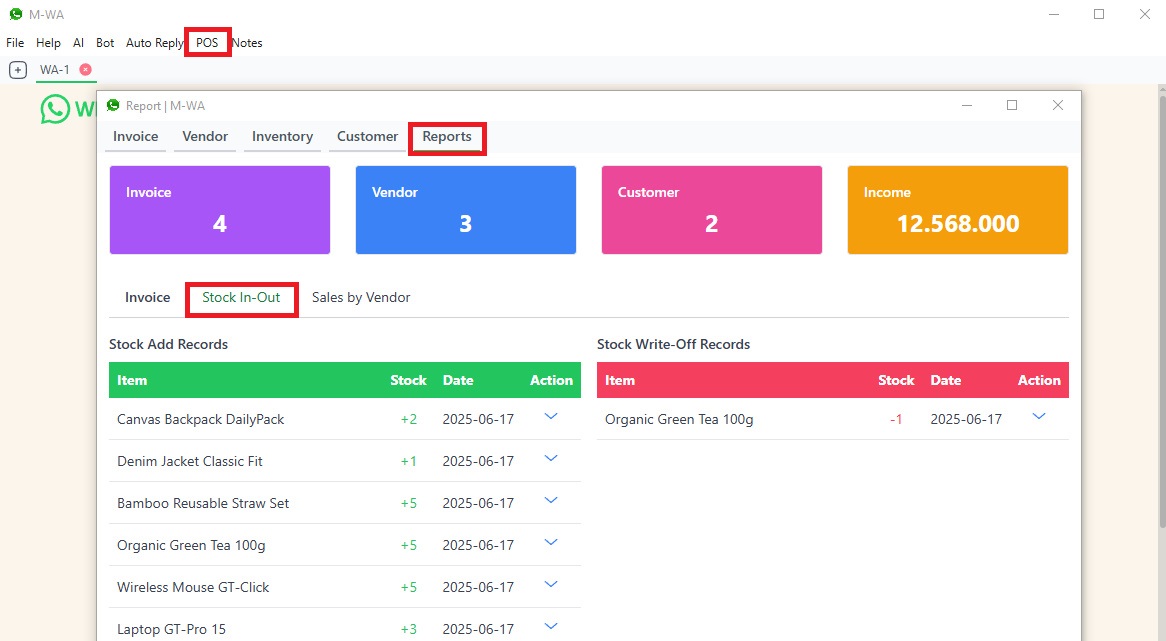 M-WA
File Help AI Bot Auto Reply POS Notes
WA-1
Report | M-WA
Invoice Vendor Inventory Customer Reports
Invoice Vendor Customer Income
4 3 2 12.568.000
Invoice Stock In-Out Sales by Vendor
Stock Add Records
Item Stock Date Action
Canvas Backpack DailyPack +2 2025-06-17
Denim Jacket Classic Fit +1 2025-06-17
Bamboo Reusable Straw Set +5 2025-06-17
Organic Green Tea 100g +5 2025-06-17
Wireless Mouse GT-Click +5 2025-06-17
Laptop GT-Pro 15 +3 2025-06-17
Stock Write-Off Records
Item Stock Date Action
Organic Green Tea 100g -1 2025-06-17